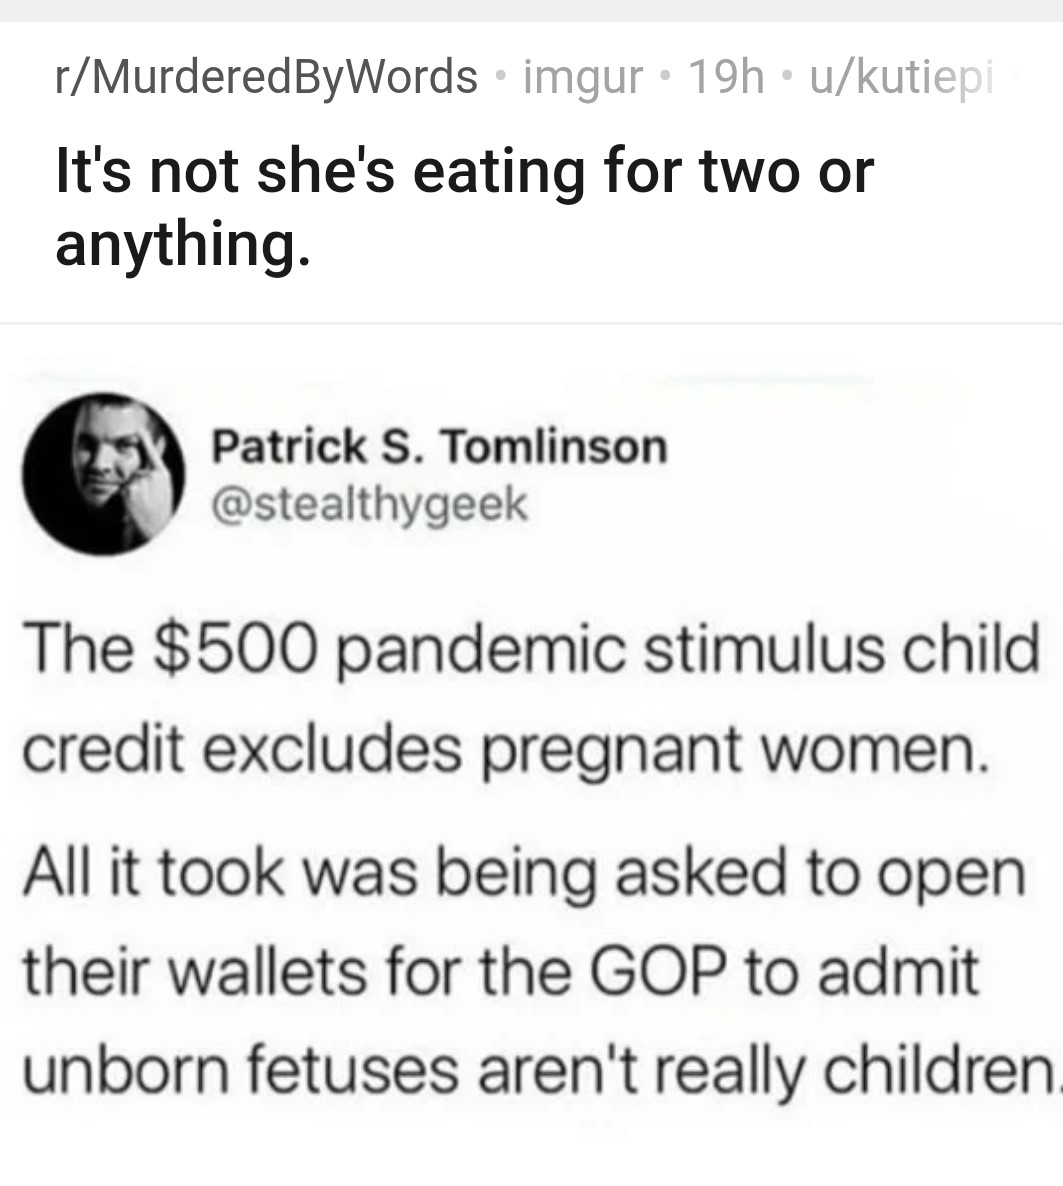 r/MurderedByWords • imgur • 19h • u/kutiepi
It's not she's eating for two or
anything.
Patrick S. Tomlinson
@stealthygeek
The $500 pandemic stimulus child
credit excludes pregnant women.
All it took was being asked to open
their wallets for the GOP to admit
unborn fetuses aren't really children.